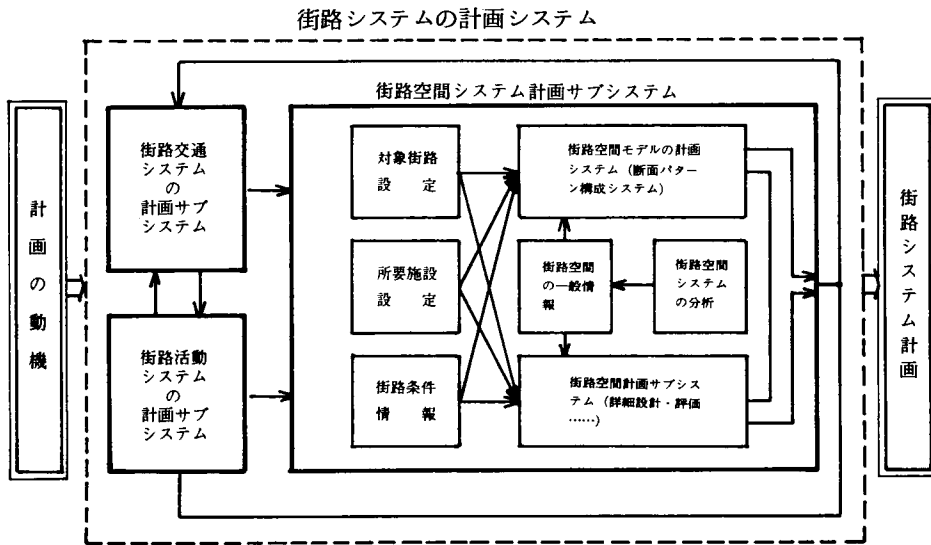 街路システムの計画システム
計画の動機
街路交通
システム
の
計画サブ
システム
街路活動
システム
の
計画サブ
システム
街路空間システム計画サブシステム
対象街路
設定
所要施設
設定
街路条件
情報
街路空間モデルの計画
システム（断面パター
ン構成システム）
街路空間
の一般情
報
街路空間
システム
の分析
街路空間計画サブシス
テム（詳細設計・評価
……）
街路システム計画